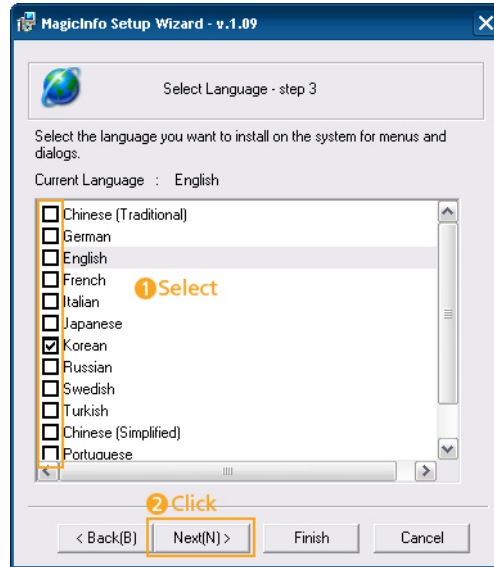 MagicInfo Setup Wizard - v.1.09
Select Language - step 3
Select the language you want to install on the system for menus and
dialogs.
Current Language : English
Chinese (Traditional)
German
English
French
1 Select
Italian
Japanese
Korean
Russian
Swedish
Turkish
Chinese (Simplified)
Portuguese
2 Click
< Back(B) Next(N) > Finish Cancel